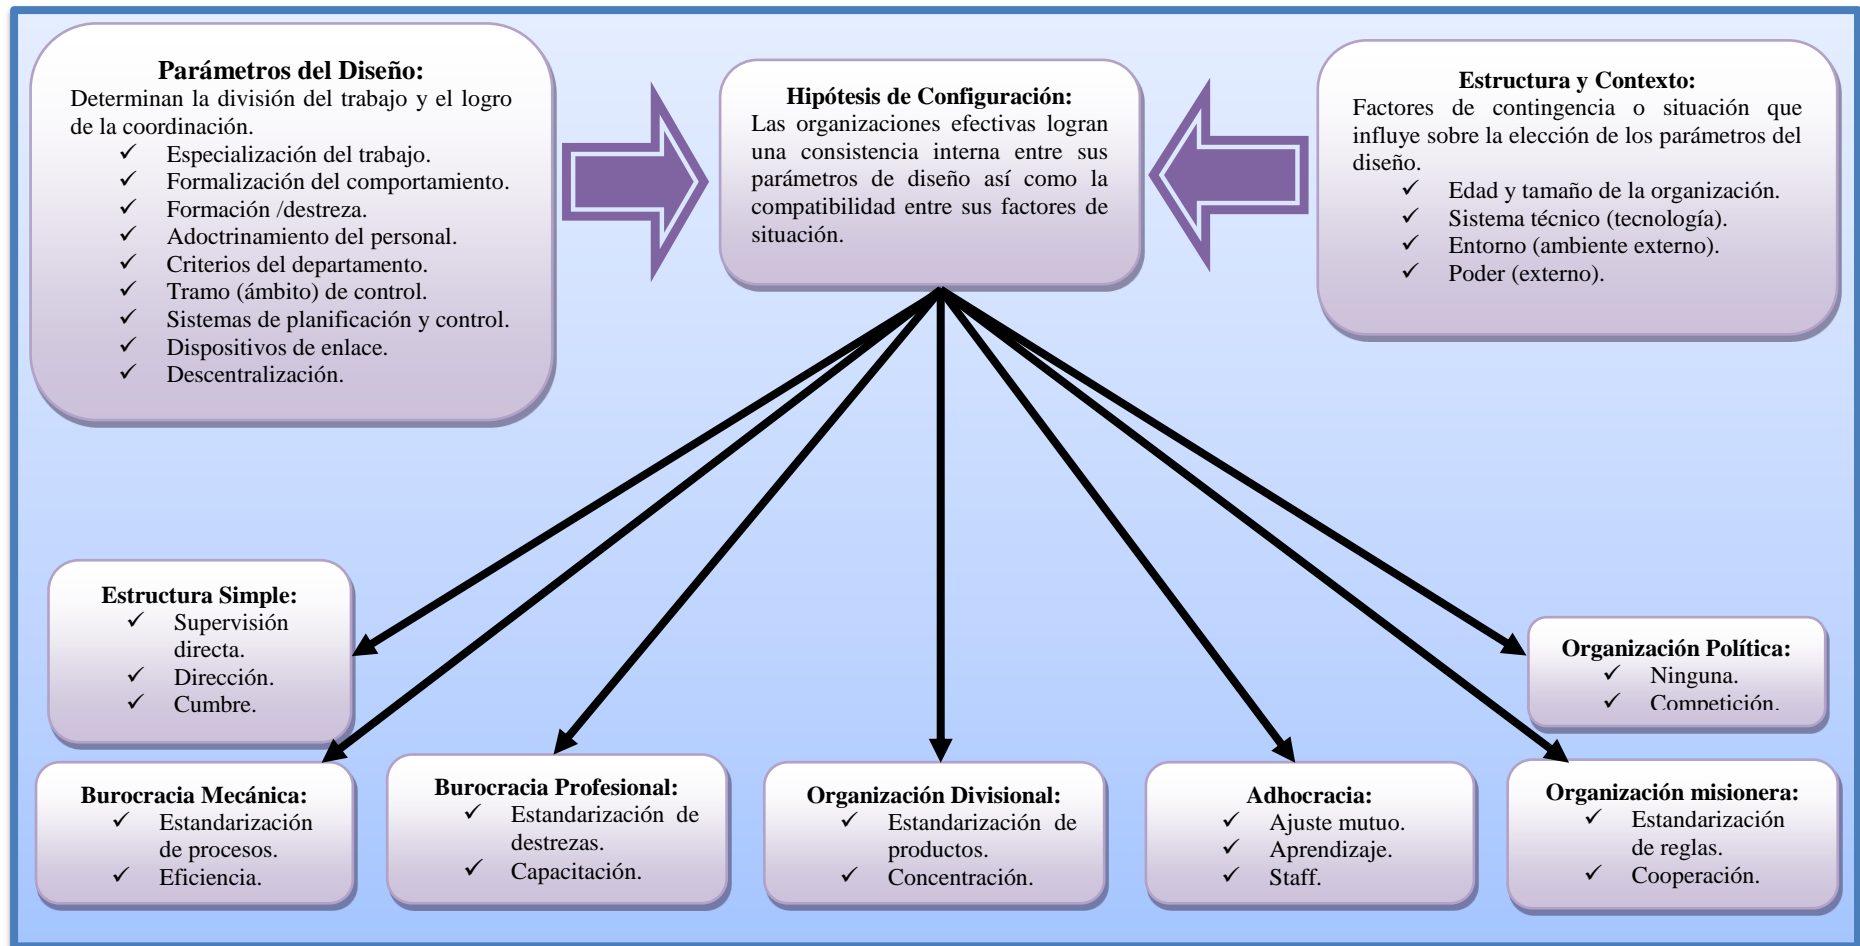 Parámetros del Diseño:
Determinan la división del trabajo y el logro
de la coordinación.
✓ Especialización del trabajo.
✓ Formalización del comportamiento.
✓ Formación /destreza.
✓ Adoctrinamiento del personal.
✓ Criterios del departamento.
✓ Tramo (ámbito) de control.
✓ Sistemas de planificación y control.
✓ Dispositivos de enlace.
✓ Descentralización.
Hipótesis de Configuración:
Las organizaciones efectivas logran
una consistencia interna entre sus
parámetros de diseño así como la
compatibilidad entre sus factores de
situación.
Estructura y Contexto:
Factores de contingencia o situación que
influye sobre la elección de los parámetros del
diseño.
✓ Edad y tamaño de la organización.
✓ Sistema técnico (tecnología).
✓ Entorno (ambiente externo).
✓ Poder (externo).
Estructura Simple:
✓ Supervisión
directa.
✓ Dirección.
✓ Cumbre.
Organización Política:
✓ Ninguna.
✓ Competición.
Burocracia Mecánica:
✓ Estandarización
de procesos.
✓ Eficiencia.
Burocracia Profesional:
✓ Estandarización de
destrezas.
✓ Capacitación.
Organización Divisional:
✓ Estandarización de
productos.
✓ Concentración.
Adhocracia:
✓ Ajuste mutuo.
✓ Aprendizaje.
✓ Staff.
Organización misionera:
✓ Estandarización
de reglas.
✓ Cooperación.